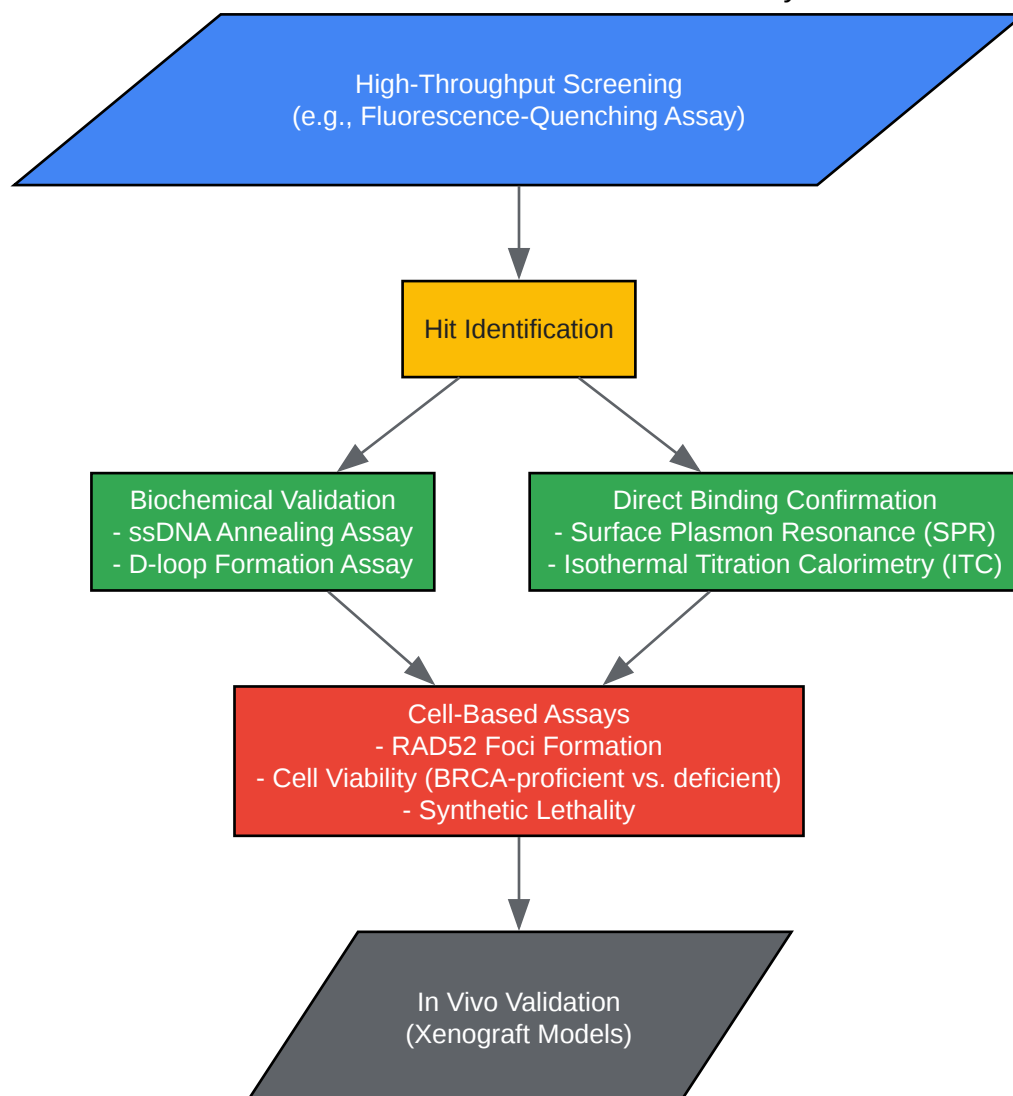 High-Throughput Screening
(e.g., Fluorescence-Quenching Assay)
Hit Identification
Biochemical Validation
- ssDNA Annealing Assay
- D-loop Formation Assay
Direct Binding Confirmation
- Surface Plasmon Resonance (SPR)
- Isothermal Titration Calorimetry (ITC)
Cell-Based Assays
- RAD52 Foci Formation
- Cell Viability (BRCA-proficient vs. deficient)
- Synthetic Lethality
In Vivo Validation
(Xenograft Models)